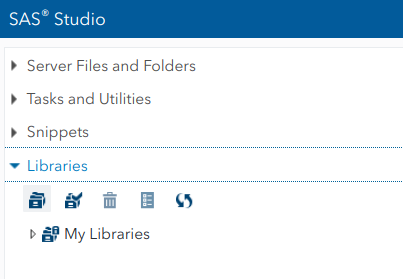 SAS® Studio
Server Files and Folders
Tasks and Utilities
Snippets
Libraries
My Libraries